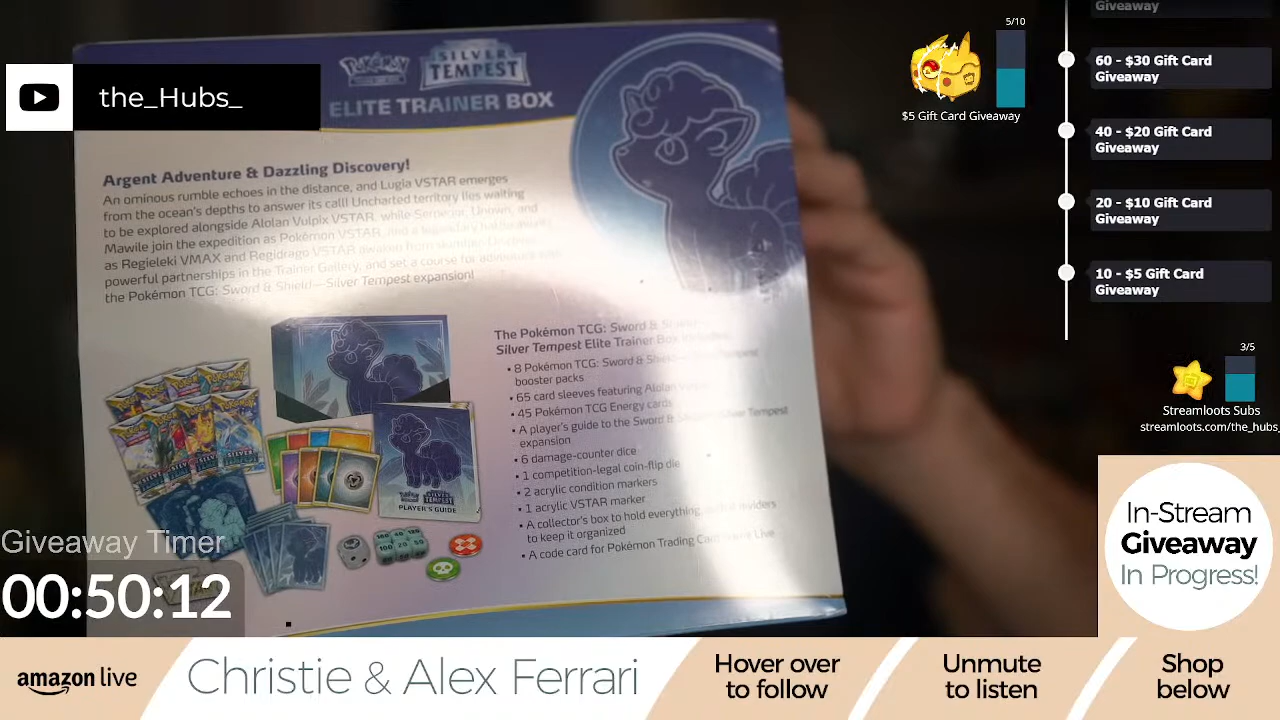 the_Hubs_
POKÉMON
SILVER
TEMPEST
ELITE TRAINER BOX
Argent Adventure & Dazzling Discovery!
An ominous rumble echoes in the distance, and Lugia VSTAR emerges
from the ocean's depths to answer its call! Uncharted territory lies waiting
to be explored alongside Alolan Vulpix VSTAR, while Serperior, Unown, and
Mawile join the expedition as Pokémon VSTAR, and a legendary
as Regieleki VMAX and Regidrago VSTAR awaken from
powerful partnerships in the Trainer Gallery, and set a course for adventure with
the Pokémon TCG: Sword & Shield—Silver Tempest expansion!
The Pokémon TCG: Sword &
Silver Tempest Elite Trainer Box
• 8 Pokémon TCG: Sword & Tempest
booster packs
• 65 card sleeves featuring Alolan
• 45 Pokémon TCG Energy cards
• A player's guide to the Sword & Silver Tempest
expansion
• 6 damage-counter dice
• 1 competition-legal coin-flip die
• 2 acrylic condition markers
• 1 acrylic VSTAR marker
• A collector's box to hold everything, dividers
to keep it organized
• A code card for Pokémon Trading Card Live
SILVER
TEMPEST
PLAYER'S GUIDE
Giveaway Timer
00:50:12
5/10
$5 Gift Card Giveaway
Giveaway
60 - $30 Gift Card
Giveaway
40 - $20 Gift Card
Giveaway
20 - $10 Gift Card
Giveaway
10 - $5 Gift Card
Giveaway
3/5
Streamloots Subs
streamloots.com/the_hubs_
In-Stream
Giveaway
In Progress!
amazon live
Christie & Alex Ferrari
Hover over
to follow
Unmute
to listen
Shop
below